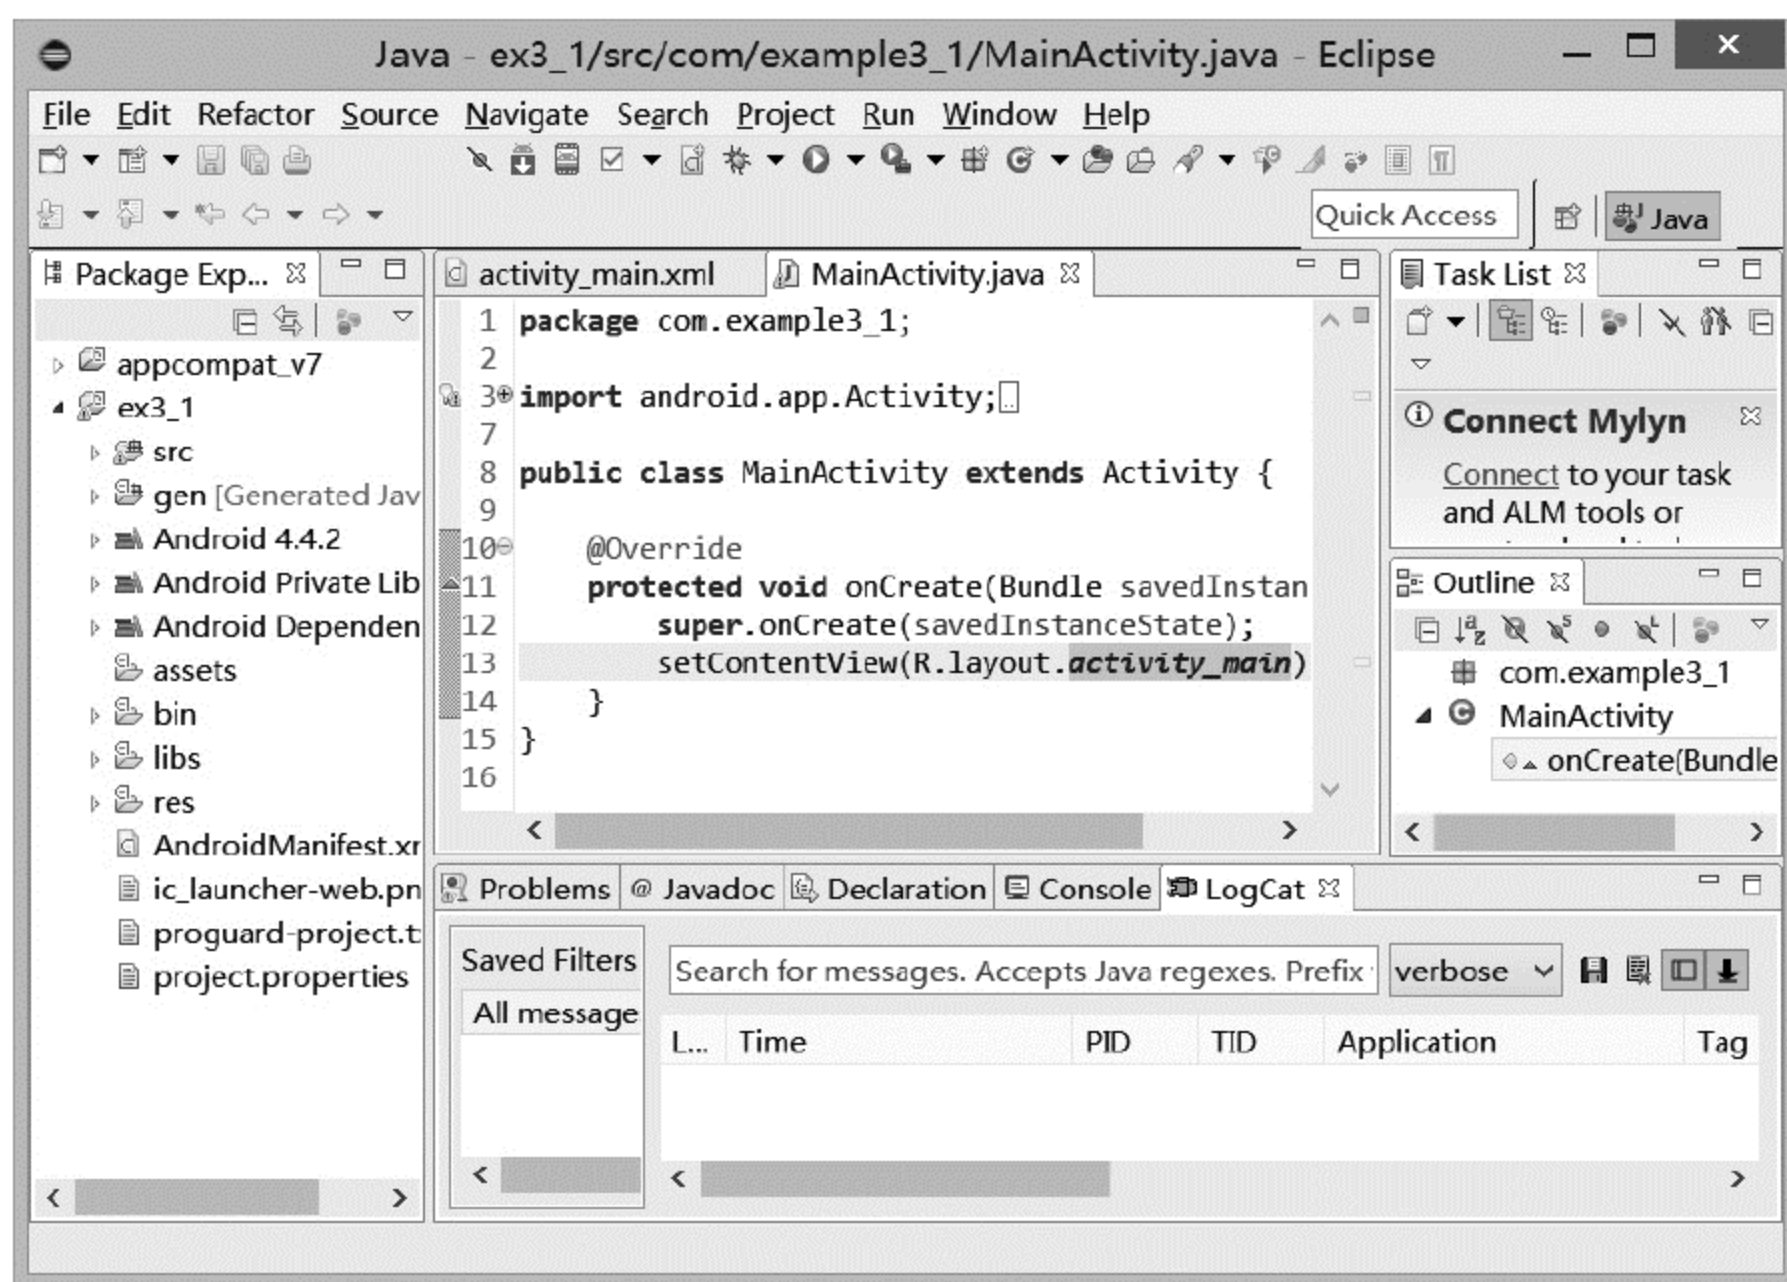 Java - ex3_1/src/com/example3_1/MainActivity.java - Eclipse
File Edit Refactor Source Navigate Search Project Run Window Help
Quick Access
Java
Package Exp...
appcompat_v7
ex3_1
src
gen [Generated Jav
Android 4.4.2
Android Private Lib
Android Dependen
assets
bin
libs
res
AndroidManifest.xr
ic_launcher-web.pn
proguard-project.t
project.properties
activity_main.xml
MainActivity.java
1 package com.example3_1;
2
3 import android.app.Activity;
7
8 public class MainActivity extends Activity {
9
10 @Override
11 protected void onCreate(Bundle savedInstan
12 super.onCreate(savedInstanceState);
13 setContentView(R.layout.activity_main)
14 }
15 }
16
Task List
Connect Mylyn
Connect to your task
and ALM tools or
Outline
com.example3_1
MainActivity
onCreate(Bundle
Problems @ Javadoc Declaration Console LogCat
Saved Filters
All message
Search for messages. Accepts Java regexes. Prefix
verbose
L... Time PID TID Application Tag